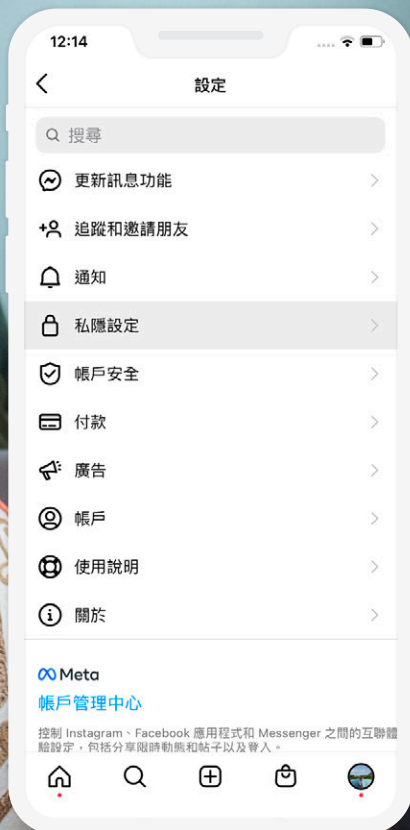 12:14
設定
搜尋
更新訊息功能
追蹤和邀請朋友
通知
私隱設定
帳戶安全
付款
廣告
帳戶
使用說明
關於
Meta
帳戶管理中心
控制 Instagram、Facebook 應用程式和 Messenger 之間的互聯體
驗設定，包括分享限時動態和帖子以及登入。